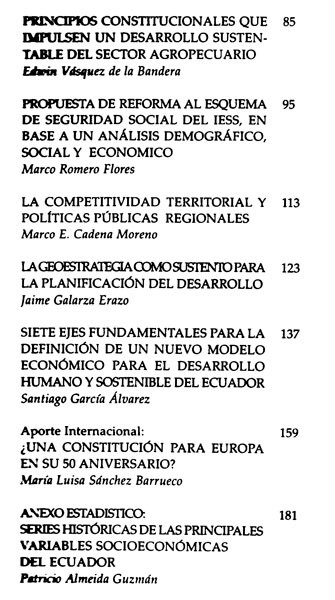 PRINCIPIOS CONSTITUCIONALES QUE 85
IMPULSEN UN DESARROLLO SUSTEN-
TABLE DEL SECTOR AGROPECUARIO
Edwin Vásquez de la Bandera
PROPUESTA DE REFORMA AL ESQUEMA 95
DE SEGURIDAD SOCIAL DEL IESS, EN
BASE A UN ANÁLISIS DEMOGRÁFICO,
SOCIAL Y ECONOMICO
Marco Romero Flores
LA COMPETITIVIDAD TERRITORIAL Y 113
POLÍTICAS PÚBLICAS REGIONALES
Marco E. Cadena Moreno
LA GEOESTRATEGIA COMO SUSTENTO PARA 123
LA PLANIFICACIÓN DEL DESARROLLO
Jaime Galarza Erazo
SIETE EJES FUNDAMENTALES PARA LA 137
DEFINICIÓN DE UN NUEVO MODELO
ECONÓMICO PARA EL DESARROLLO
HUMANO Y SOSTENIBLE DEL ECUADOR
Santiago García Álvarez
Aporte Internacional: 159
¿UNA CONSTITUCIÓN PARA EUROPA
EN SU 50 ANIVERSARIO?
María Luisa Sánchez Barrueco
ANEXO ESTADISTICO: 181
SERIES HISTÓRICAS DE LAS PRINCIPALES
VARIABLES SOCIOECONÓMICAS
DEL ECUADOR
Patricio Almeida Guzmán